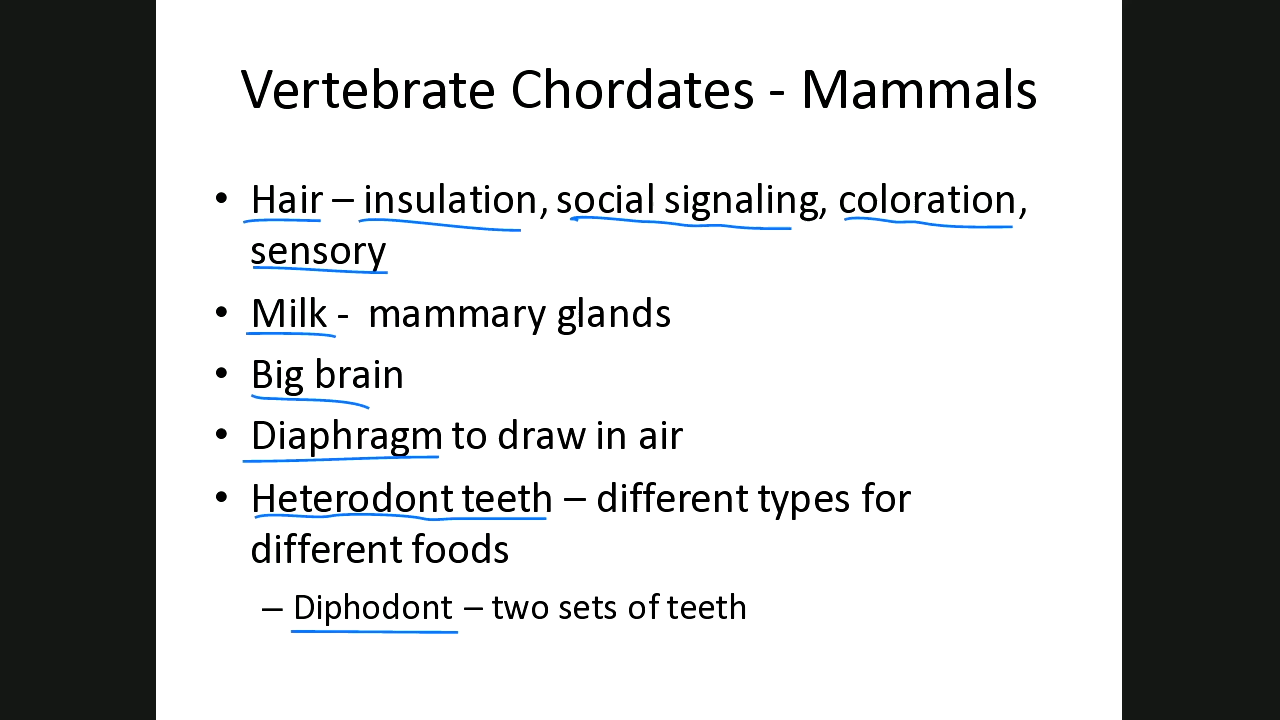 Vertebrate Chordates - Mammals
• Hair – insulation, social signaling, coloration,
sensory
• Milk -  mammary glands
• Big brain
• Diaphragm to draw in air
• Heterodont teeth – different types for
different foods
– Diphodont – two sets of teeth